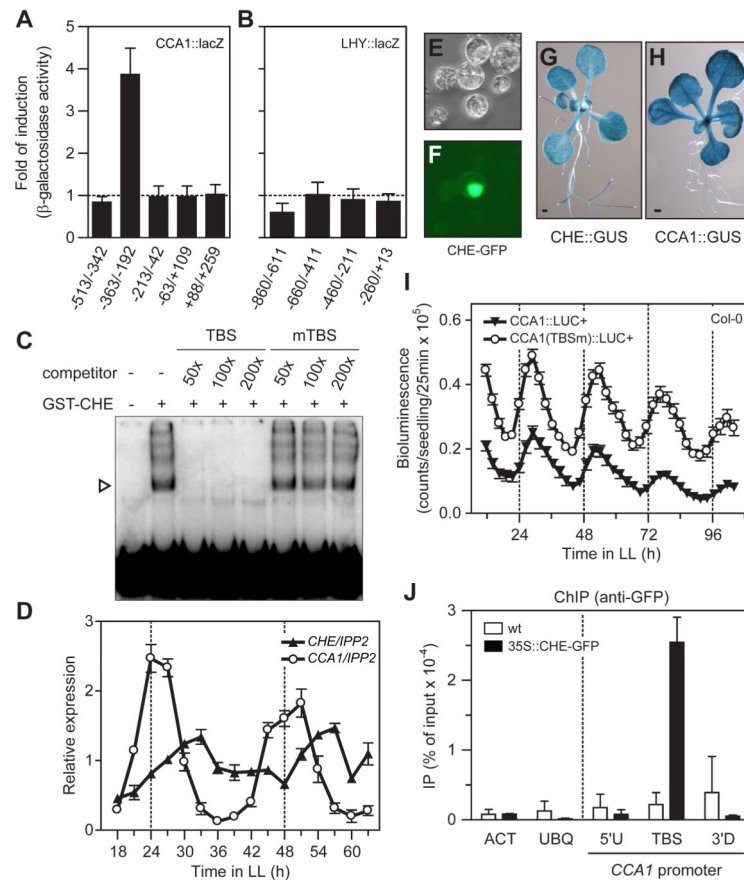 A
CCA1::lacZ
Fold of induction
(β-galactosidase activity)
5
4
3
2
1
0
-513/-342
-363/-192
-213/-42
-63/+109
+88/+259
B
LHY::lacZ
-860/-611
-660/-411
-460/-211
-260/+13
E
F
CHE-GFP
G
CHE::GUS
H
CCA1::GUS
C
TBS
mTBS
competitor - - 50x 100x 200x 50x 100x 200x
GST-CHE - + + + + + + +
I
CCA1::LUC+
CCA1(TBSm)::LUC+
Col-0
Bioluminescence
(counts/seedling/25min x 10⁵)
0.6
0.4
0.2
0.0
24 48 72 96
Time in LL (h)
D
CHE/IPP2
CCA1/IPP2
Relative expression
3
2
1
0
18 24 30 36 42 48 54 60
Time in LL (h)
J
ChIP (anti-GFP)
wt
35S::CHE-GFP
IP (% of input x 10⁻⁴)
3
2
1
0
ACT UBQ 5'U TBS 3'D
CCA1 promoter